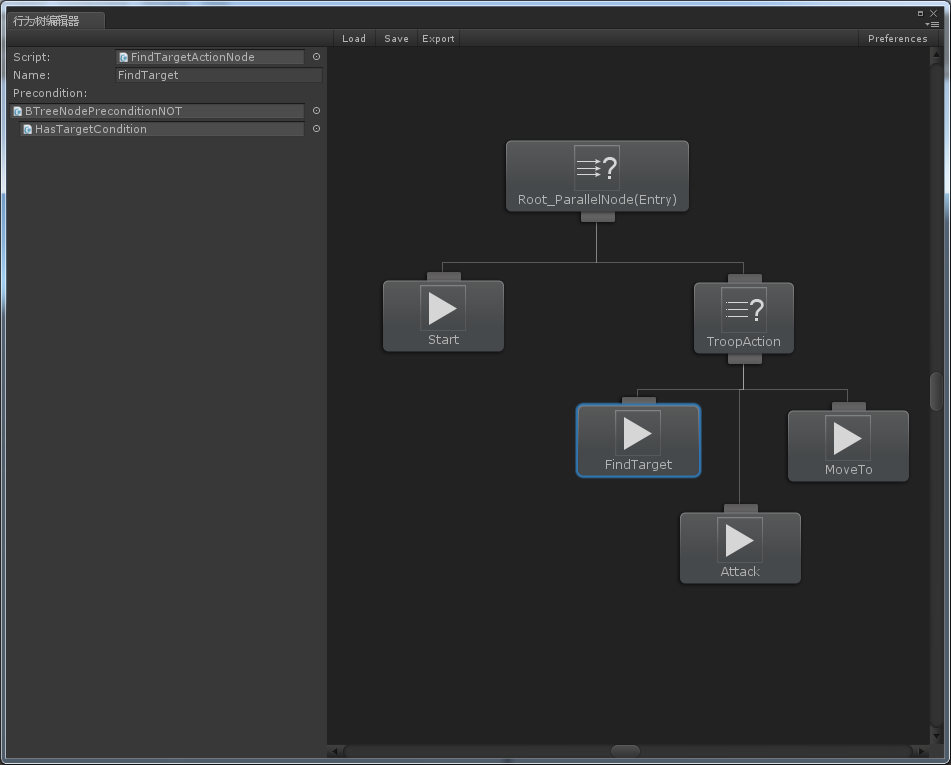 行为树编辑器
Load Save Export Preferences
Script: FindTargetActionNode
Name: FindTarget
Precondition:
BTreeNodePreconditionNOT
HasTargetCondition
?
Root_ParallelNode(Entry)
Start
?
TroopAction
FindTarget
MoveTo
Attack